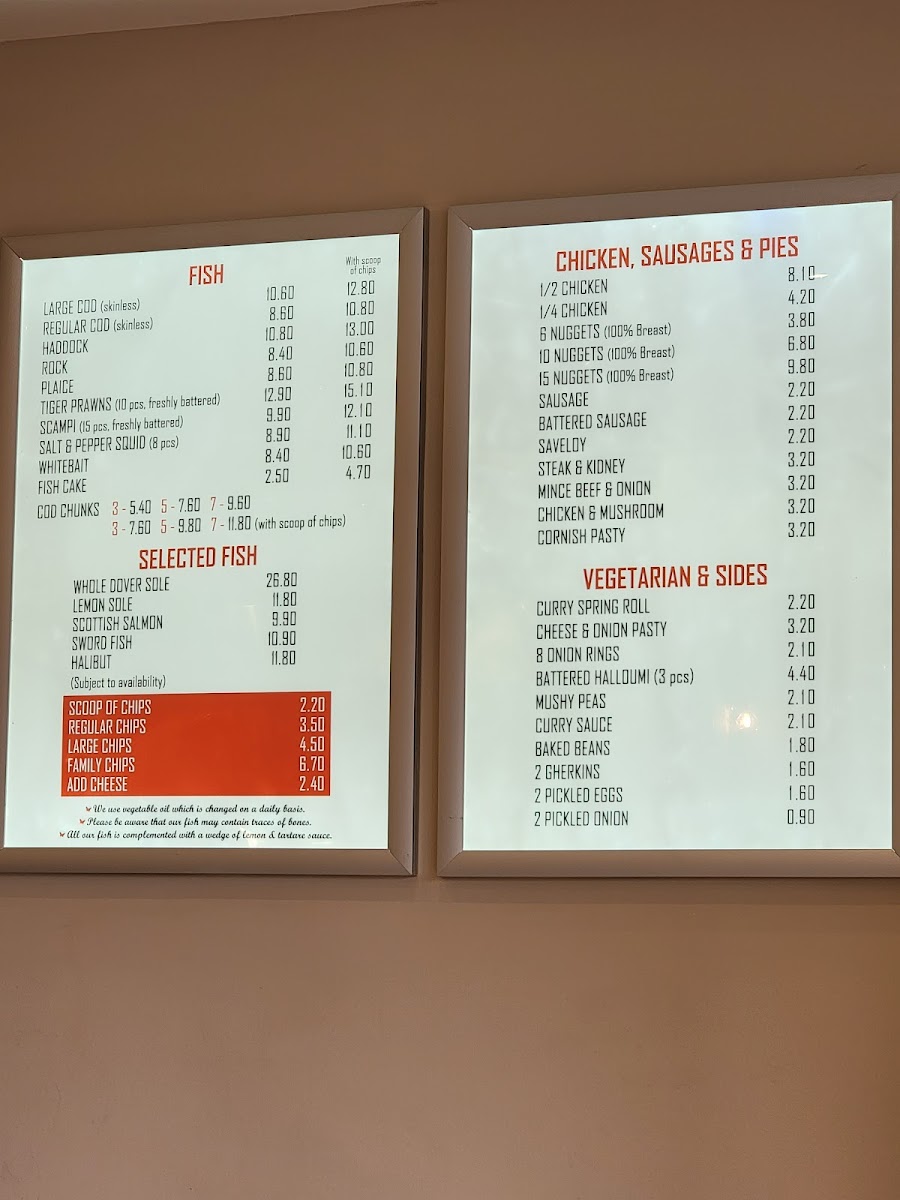 FISH
With scoop
of chips
LARGE COD (skinless) 10.60 12.80
REGULAR COD (skinless) 8.60 10.80
HADDOCK 10.80 13.00
ROCK 8.40 10.60
PLAICE 8.60 10.80
TIGER PRAWNS (10 pcs, freshly battered) 12.90 15.10
SCAMPI (15 pcs, freshly battered) 9.90 12.10
SALT & PEPPER SQUID (8 pcs) 8.90 11.10
WHITEBAIT 8.40 10.60
FISH CAKE 2.50 4.70
COD CHUNKS 3 - 5.40 5 - 7.60 7 - 9.60
3 - 7.60 5 - 9.80 7 - 11.80 (with scoop of chips)
SELECTED FISH
WHOLE DOVER SOLE 26.80
LEMON SOLE 11.80
SCOTTISH SALMON 9.90
SWORD FISH 10.90
HALIBUT 11.80
(Subject to availability)
SCOOP OF CHIPS 2.20
REGULAR CHIPS 3.50
LARGE CHIPS 4.50
FAMILY CHIPS 6.70
ADD CHEESE 2.40
We use vegetable oil which is changed on a daily basis.
Please be aware that our fish may contain traces of bones.
All our fish is complemented with a wedge of lemon & tartare sauce.
CHICKEN, SAUSAGES & PIES
1/2 CHICKEN 8.10
1/4 CHICKEN 4.20
6 NUGGETS (100% Breast) 3.80
10 NUGGETS (100% Breast) 6.80
15 NUGGETS (100% Breast) 9.80
SAUSAGE 2.20
BATTERED SAUSAGE 2.20
SAVELOY 2.20
STEAK & KIDNEY 3.20
MINCE BEEF & ONION 3.20
CHICKEN & MUSHROOM 3.20
CORNISH PASTY 3.20
VEGETARIAN & SIDES
CURRY SPRING ROLL 2.20
CHEESE & ONION PASTY 3.20
8 ONION RINGS 2.10
BATTERED HALLOUMI (3 pcs) 4.40
MUSHY PEAS 2.10
CURRY SAUCE 2.10
BAKED BEANS 1.80
2 GHERKINS 1.60
2 PICKLED EGGS 1.60
2 PICKLED ONION 0.90